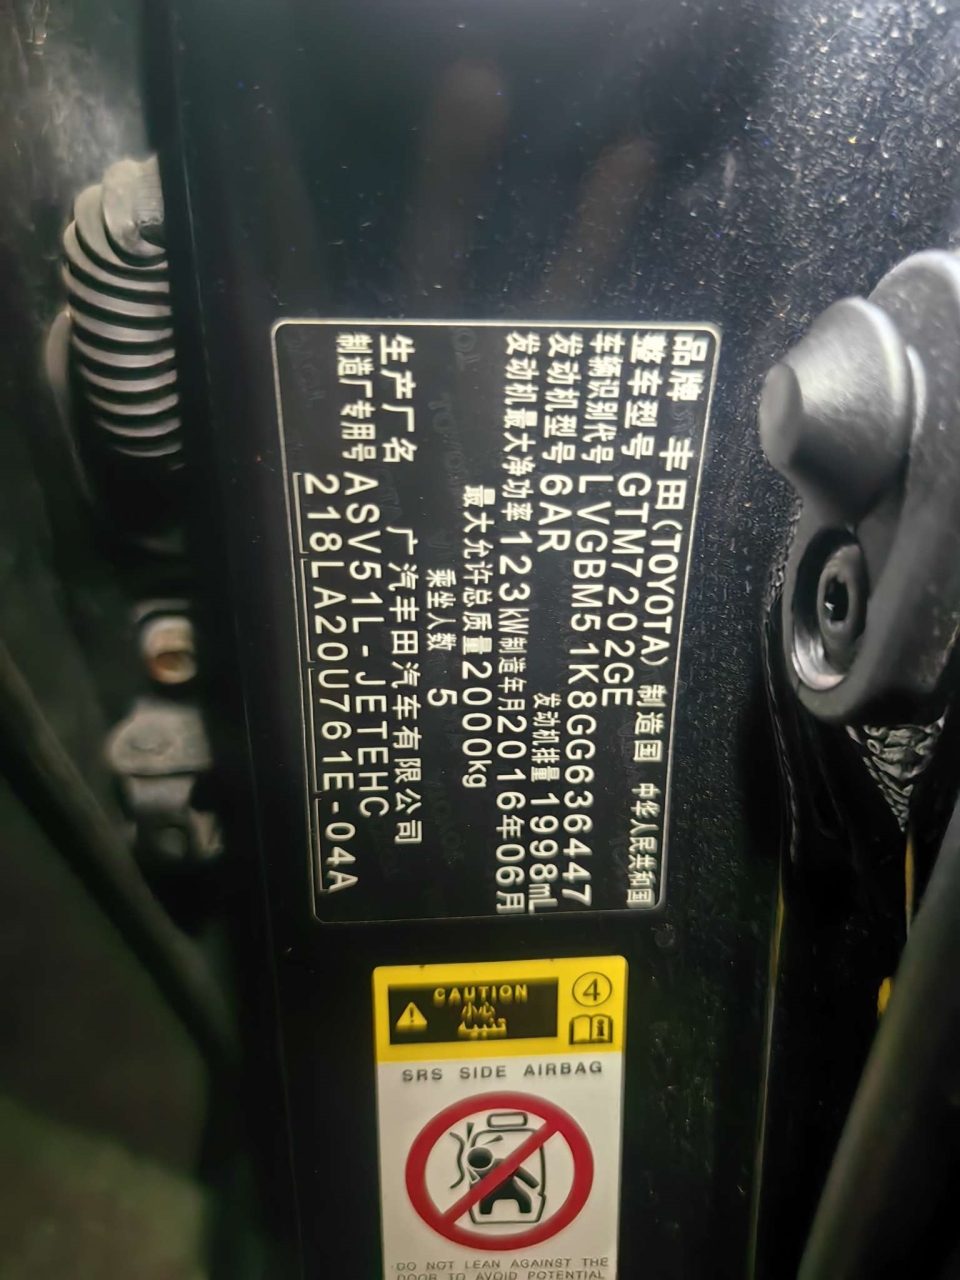 品牌 丰田(TOYOTA) 制造国 中华人民共和国
整车型号 GTM7202GE
车辆识别代号 LVGBM51K8GG636447
发动机型号 6AR 发动机排量 1998mL
发动机最大净功率 123kW 制造年月 2016年06月
最大允许总质量 2000kg
乘坐人数 5
生产厂名 广汽丰田汽车有限公司
制造厂专用号 ASV51L-JETEHC
218LA20U761E-04A
CAUTION
小心
4
SRS SIDE AIRBAG
DO NOT LEAN AGAINST THE
DOOR TO AVOID POTENTIAL